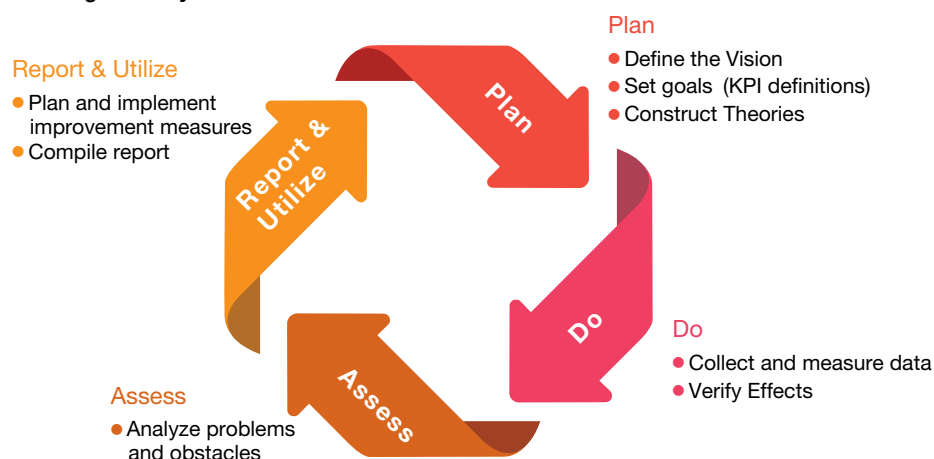 Plan
● Define the Vision
● Set goals (KPI definitions)
● Construct Theories
Report & Utilize
● Plan and implement
improvement measures
● Compile report
Plan
Report &
Utilize
Do
Assess
Do
● Collect and measure data
● Verify Effects
Assess
● Analyze problems
and obstacles